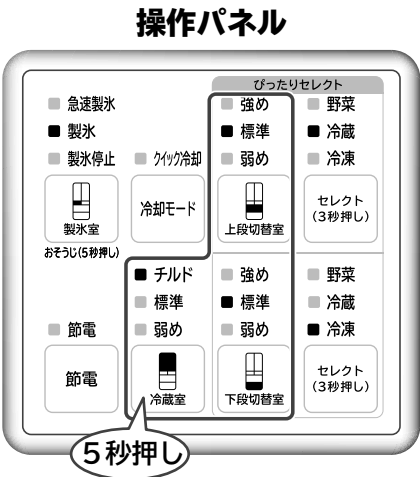 操作パネル
ぴったりセレクト
急速製氷
製氷
製氷停止
クイック冷却
強め
標準
弱め
野菜
冷蔵
冷凍
製氷室
おそうじ(5秒押し)
冷却モード
上段切替室
セレクト
(3秒押し)
チルド
標準
弱め
強め
標準
弱め
野菜
冷蔵
冷凍
節電
節電
冷蔵室
下段切替室
セレクト
(3秒押し)
5秒押し